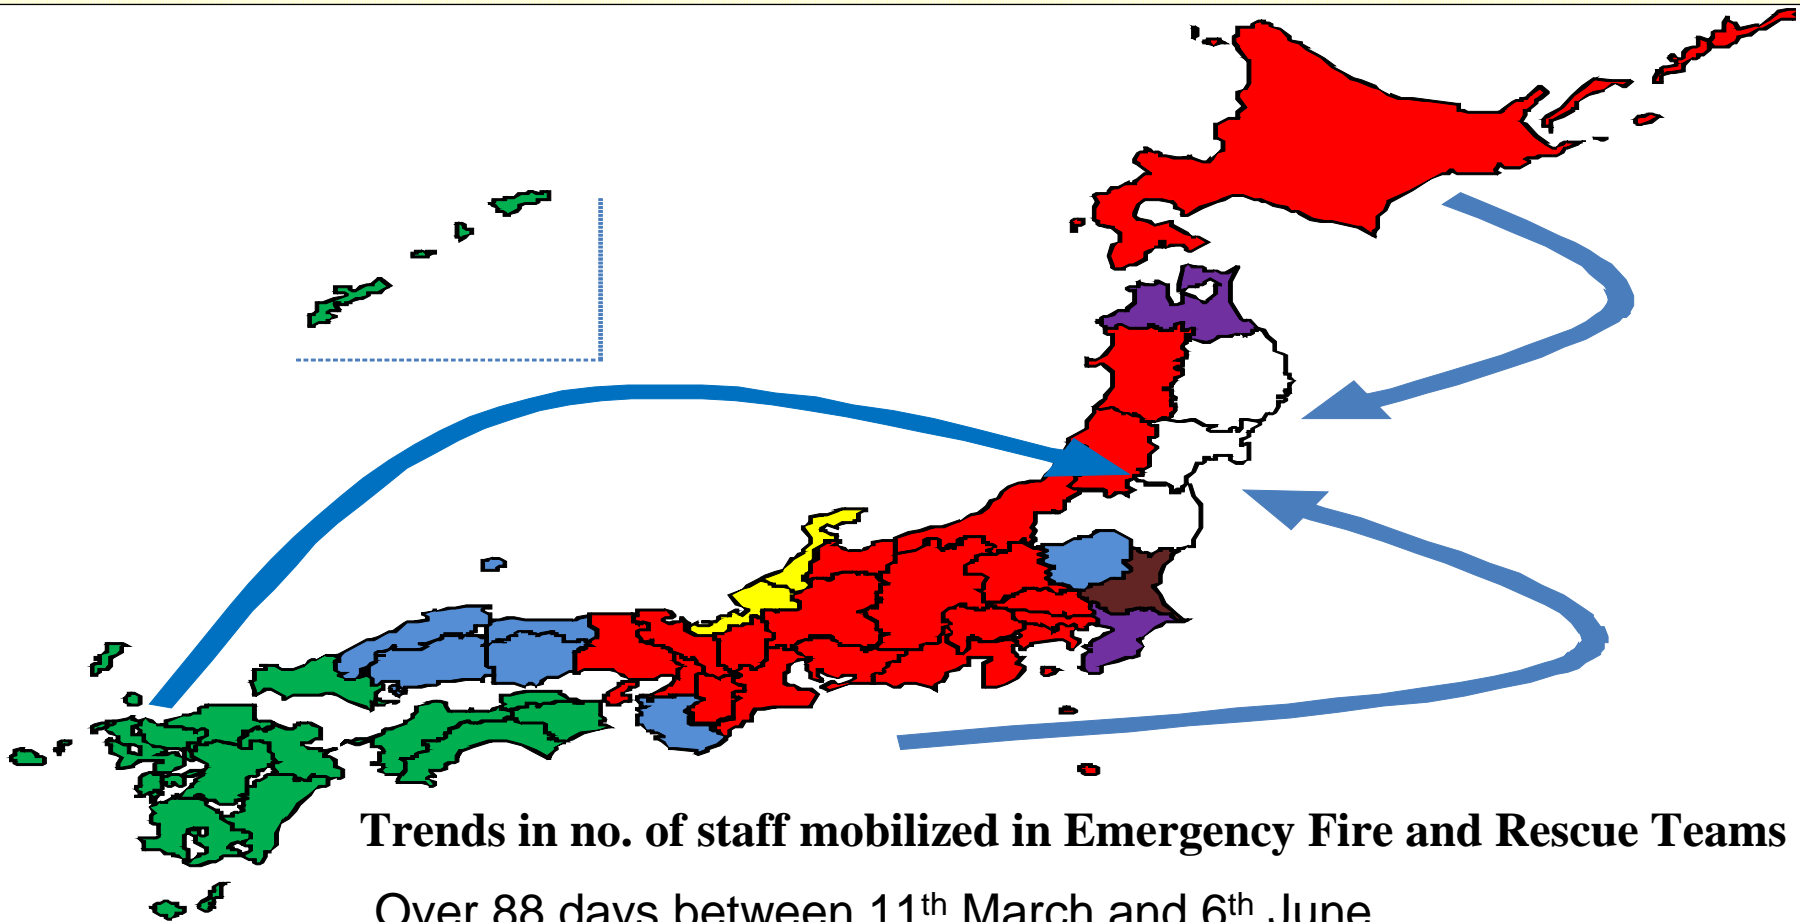 Trends in no. of staff mobilized in Emergency Fire and Rescue Teams
Over 88 days between 11th March and 6th June